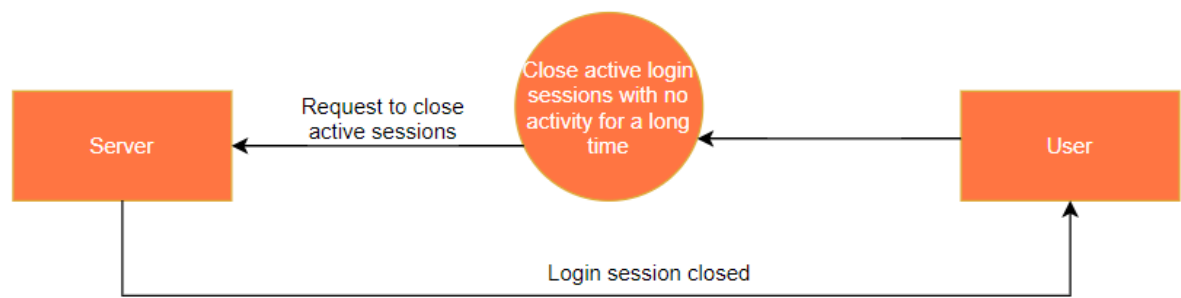 Close active login
sessions with no
activity for a long
time
Request to close
active sessions
Server
User
Login session closed